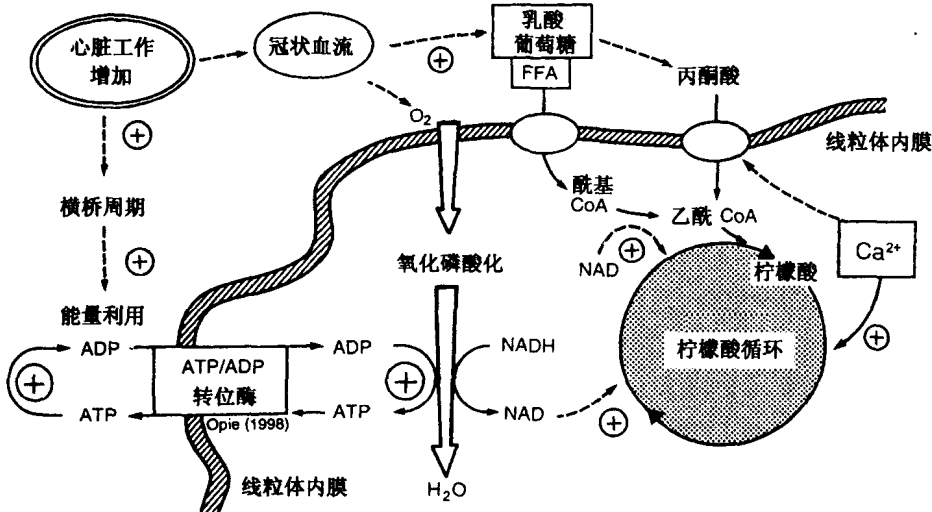 心脏工作
增加
冠状血流
乳酸
葡萄糖
FFA
丙酮酸
O₂
线粒体内膜
横桥周期
酰基
CoA
乙酰 CoA
NAD
柠檬酸
Ca²⁺
氧化磷酸化
能量利用
ADP
ATP/ADP
转位酶
ADP
NADH
柠檬酸循环
ATP
Opie (1998)
ATP
NAD
线粒体内膜
H₂O